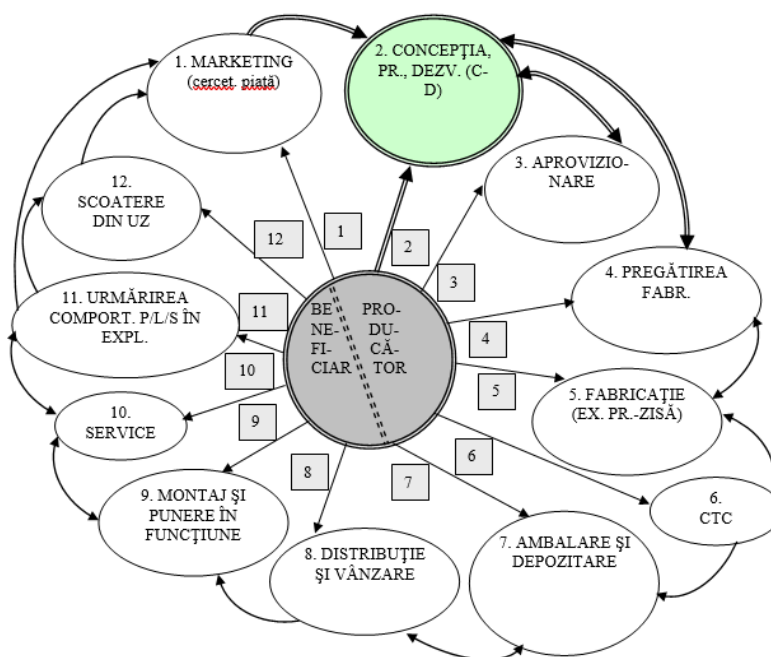 1. MARKETING
(cercet. piaţă)
2. CONCEPŢIA,
PR., DEZV. (C-
D)
3. APROVIZIO-
NARE
4. PREGĂTIREA
FABR.
5. FABRICAŢIE
(EX. PR.-ZISĂ)
6.
CTC
7. AMBALARE ŞI
DEPOZITARE
8. DISTRIBUŢIE
ŞI VÂNZARE
9. MONTAJ ŞI
PUNERE ÎN
FUNCŢIUNE
10.
SERVICE
11. URMĂRIREA
COMPORT. P/L/S ÎN
EXPL.
12.
SCOATERE
DIN UZ
BE
NE-
FI-
CIAR
PRO-
DU-
CĂ-
TOR
1
2
3
4
5
6
7
8
9
10
11
12